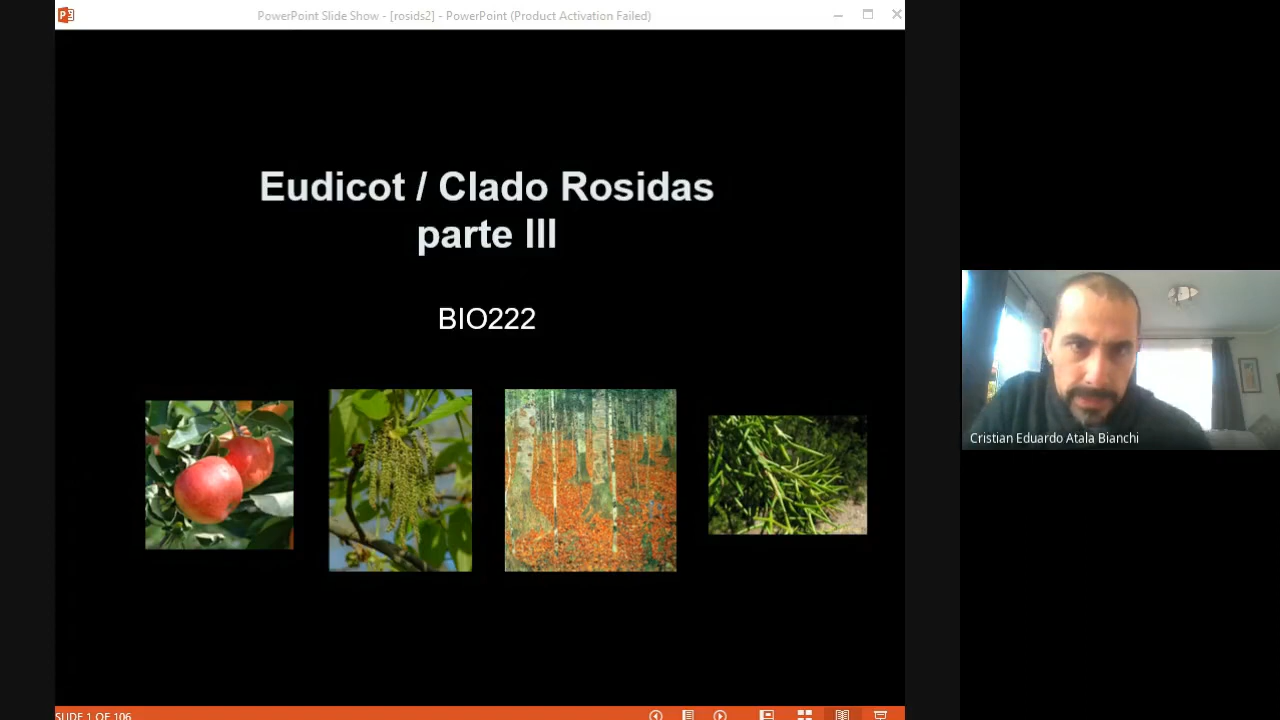 PowerPoint Slide Show - [rosids2] - PowerPoint (Product Activation Failed)
Eudicot / Clado Rosidas
parte III
BIO222
Cristian Eduardo Atala Bianchi
SLIDE 1 OF 106